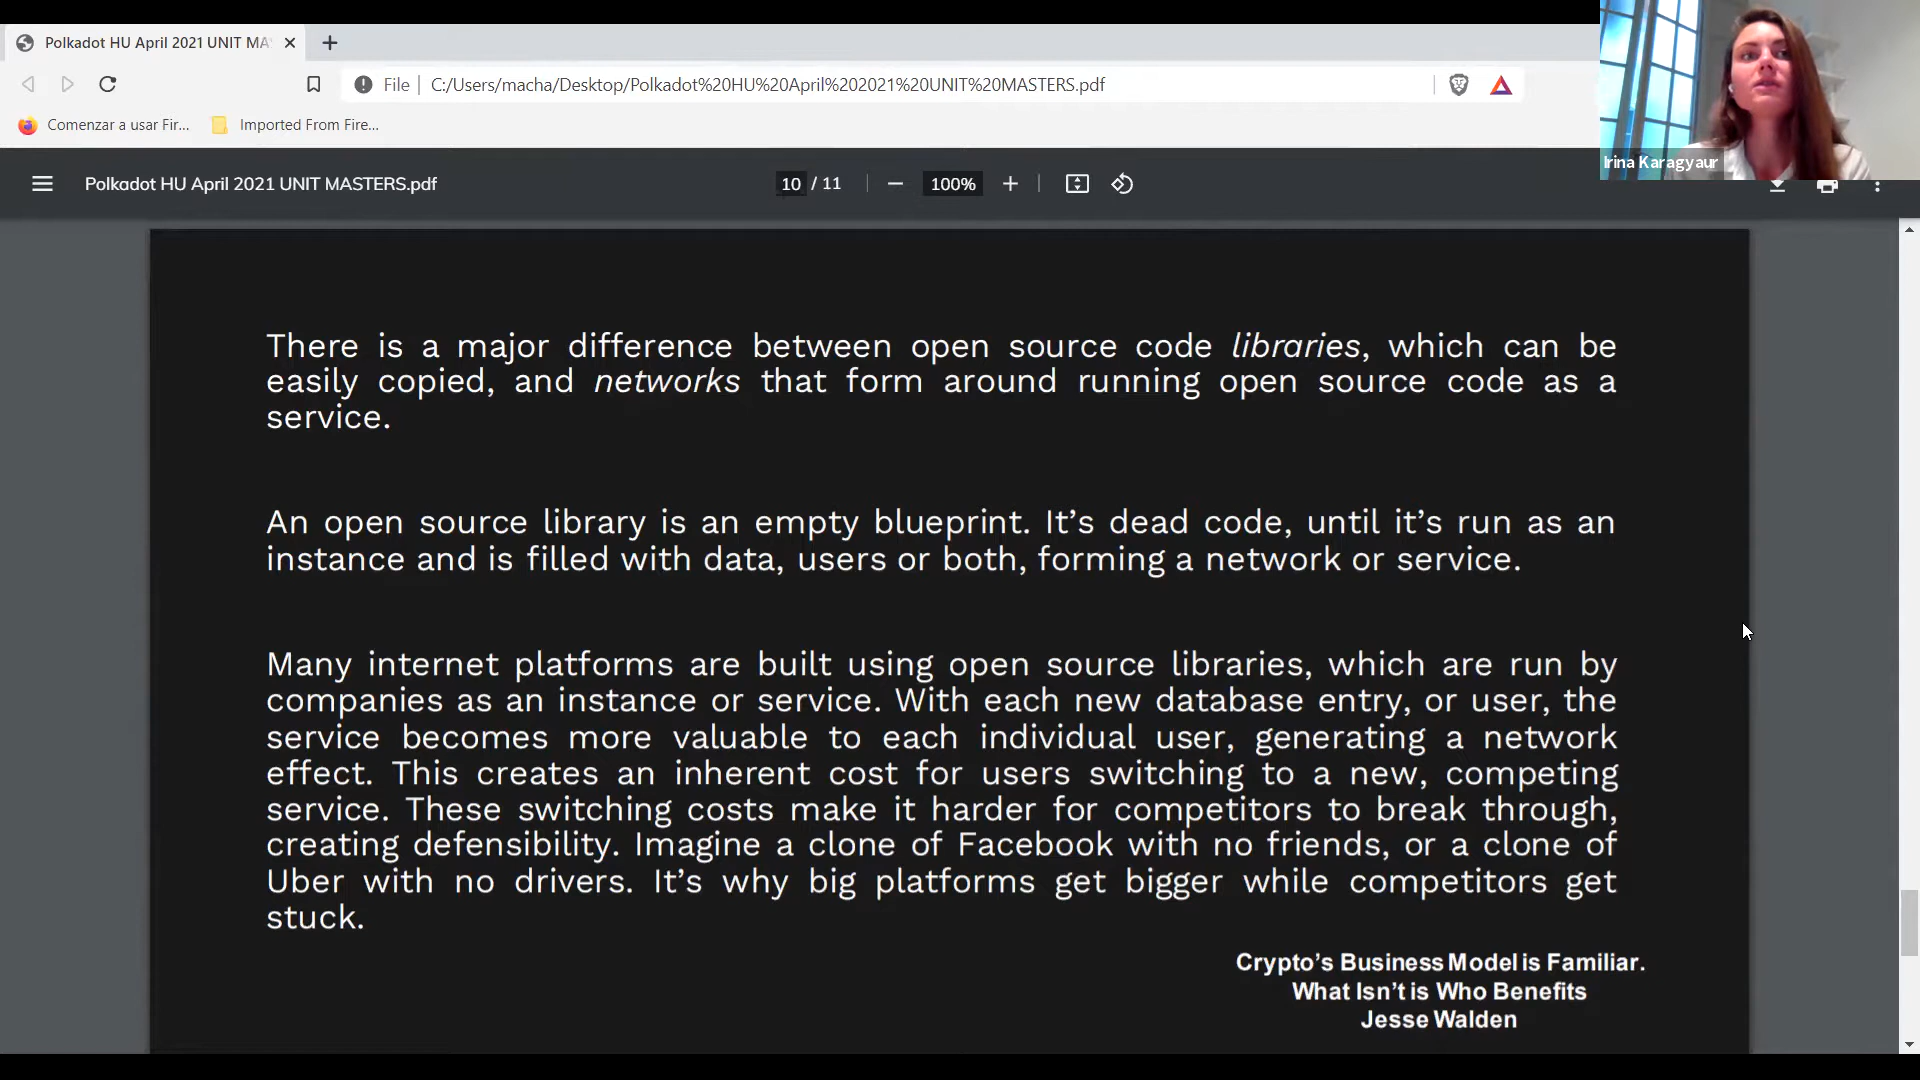 Polkadot HU April 2021 UNIT MA
File C:/Users/macha/Desktop/Polkadot%20HU%20April%202021%20UNIT%20MASTERS.pdf
Comenzar a usar Fir... Imported From Fire...
Irina Karagyaur
Polkadot HU April 2021 UNIT MASTERS.pdf 10 / 11 100%
There is a major difference between open source code libraries, which can be
easily copied, and networks that form around running open source code as a
service.
An open source library is an empty blueprint. It’s dead code, until it’s run as an
instance and is filled with data, users or both, forming a network or service.
Many internet platforms are built using open source libraries, which are run by
companies as an instance or service. With each new database entry, or user, the
service becomes more valuable to each individual user, generating a network
effect. This creates an inherent cost for users switching to a new, competing
service. These switching costs make it harder for competitors to break through,
creating defensibility. Imagine a clone of Facebook with no friends, or a clone of
Uber with no drivers. It’s why big platforms get bigger while competitors get
stuck.
Crypto’s Business Model is Familiar.
What Isn’t is Who Benefits
Jesse Walden